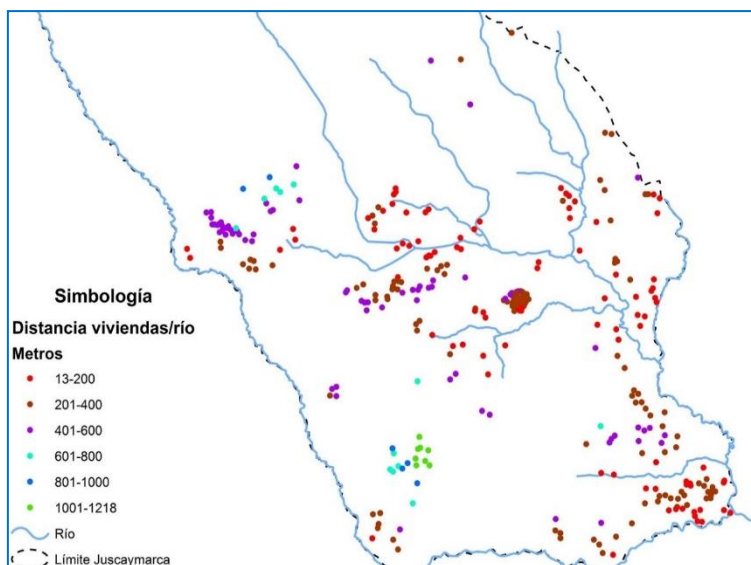 Simbología
Distancia viviendas/río
Metros
13-200
201-400
401-600
601-800
801-1000
1001-1218
Río
Límite Juscaymarca